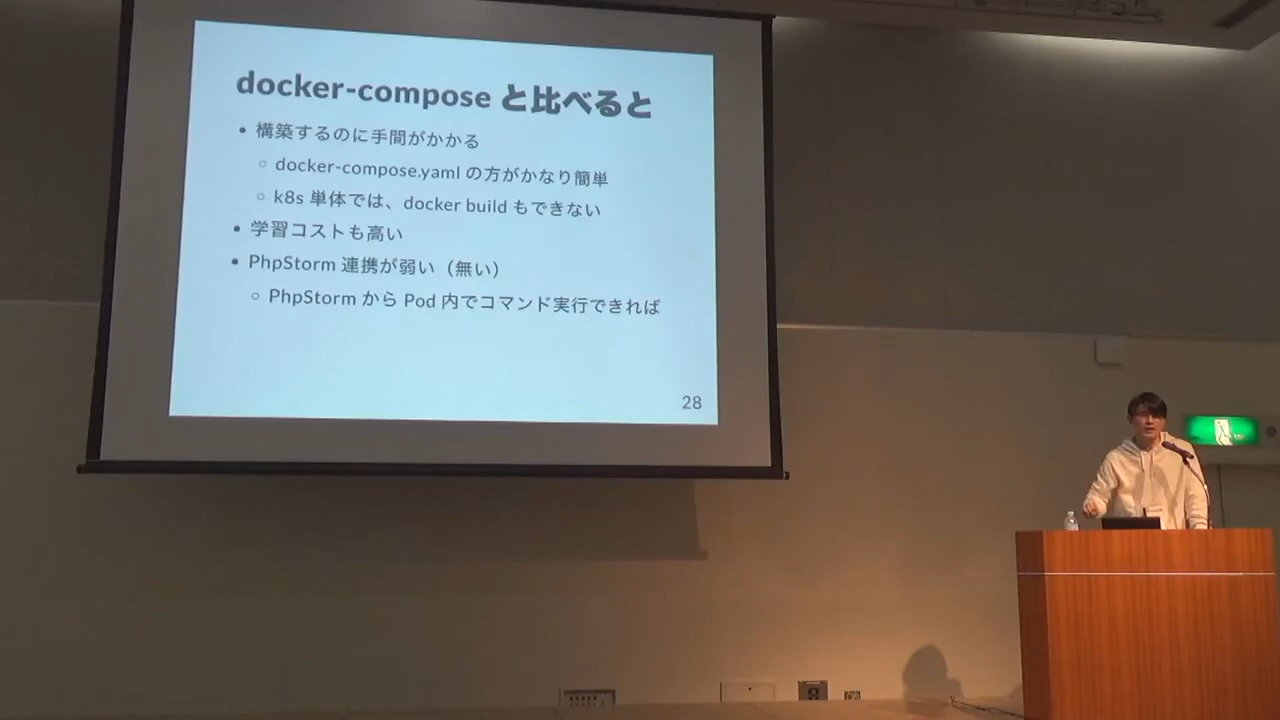 docker-compose と比べると
• 構築するのに手間がかかる
○ docker-compose.yaml の方がかなり簡単
○ k8s 単体では、docker build もできない
• 学習コストも高い
• PhpStorm 連携が弱い（無い）
○ PhpStorm から Pod 内でコマンド実行できれば
28